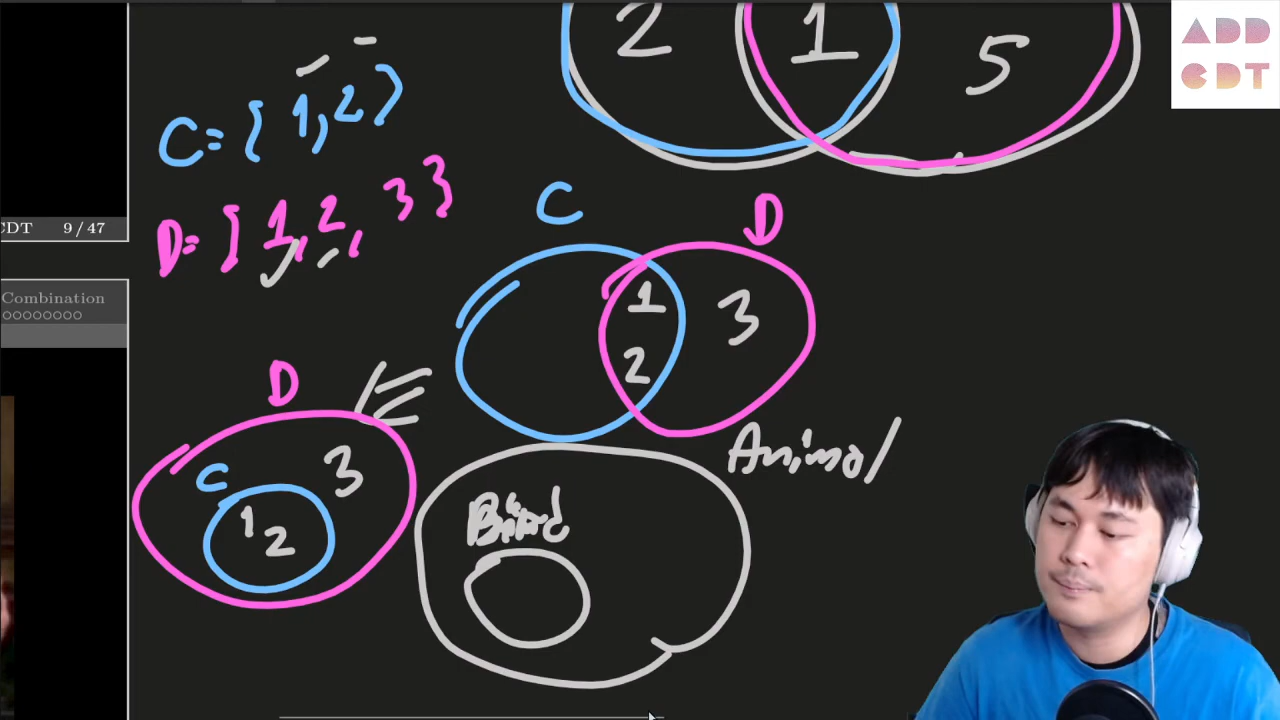 ADD
CDT
2 1 5
C = { 1, 2 }
D = { 1, 2, 3 }
CDT 9/47
Combination
C D
1 3
2
D
C 3
1 2
Animal
Bird